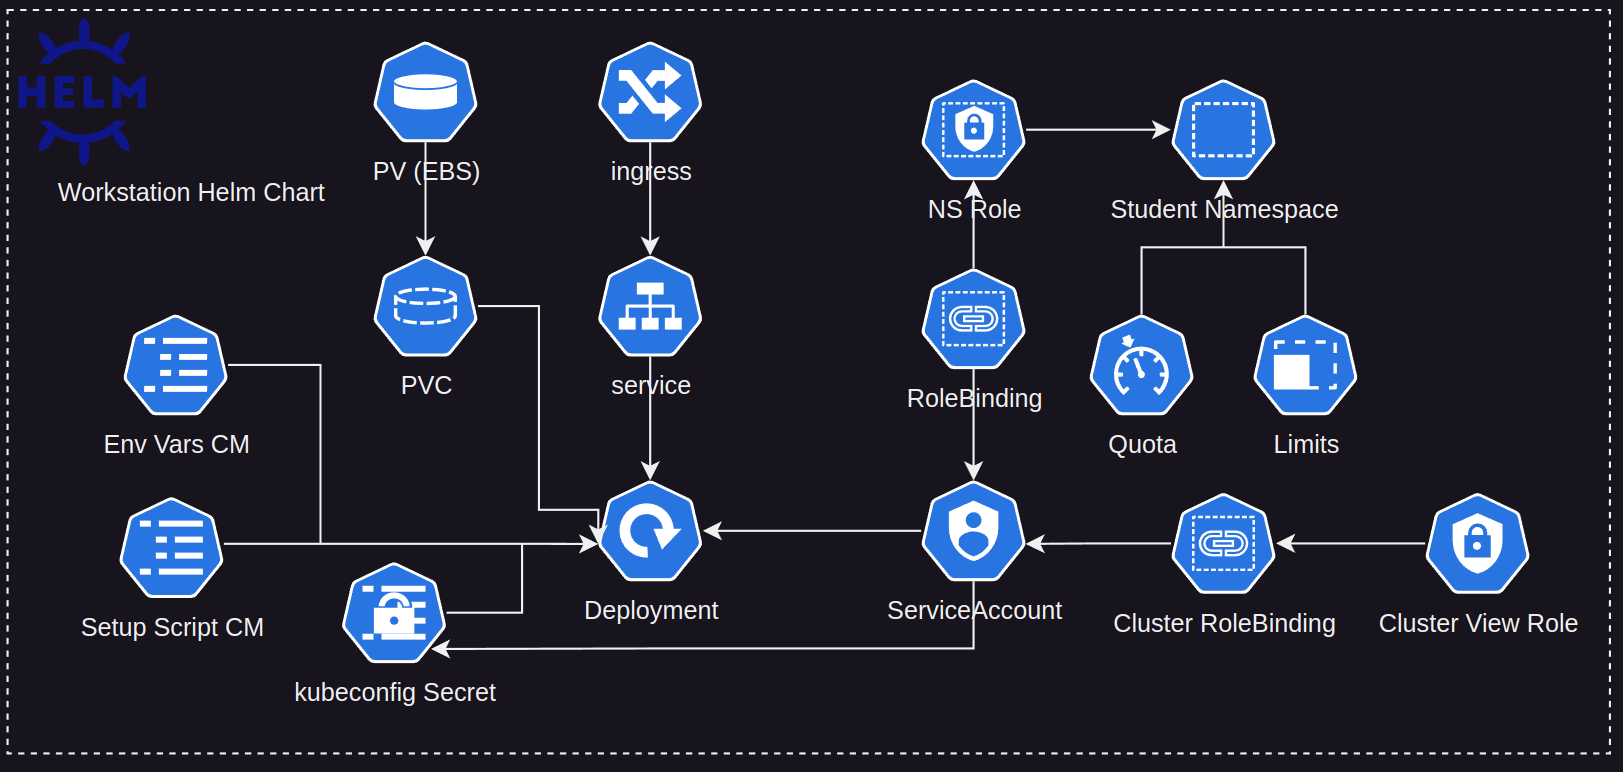 HELM
Workstation Helm Chart
PV (EBS)
ingress
NS Role
Student Namespace
PVC
service
RoleBinding
Quota
Limits
Env Vars CM
Setup Script CM
kubeconfig Secret
Deployment
ServiceAccount
Cluster RoleBinding
Cluster View Role